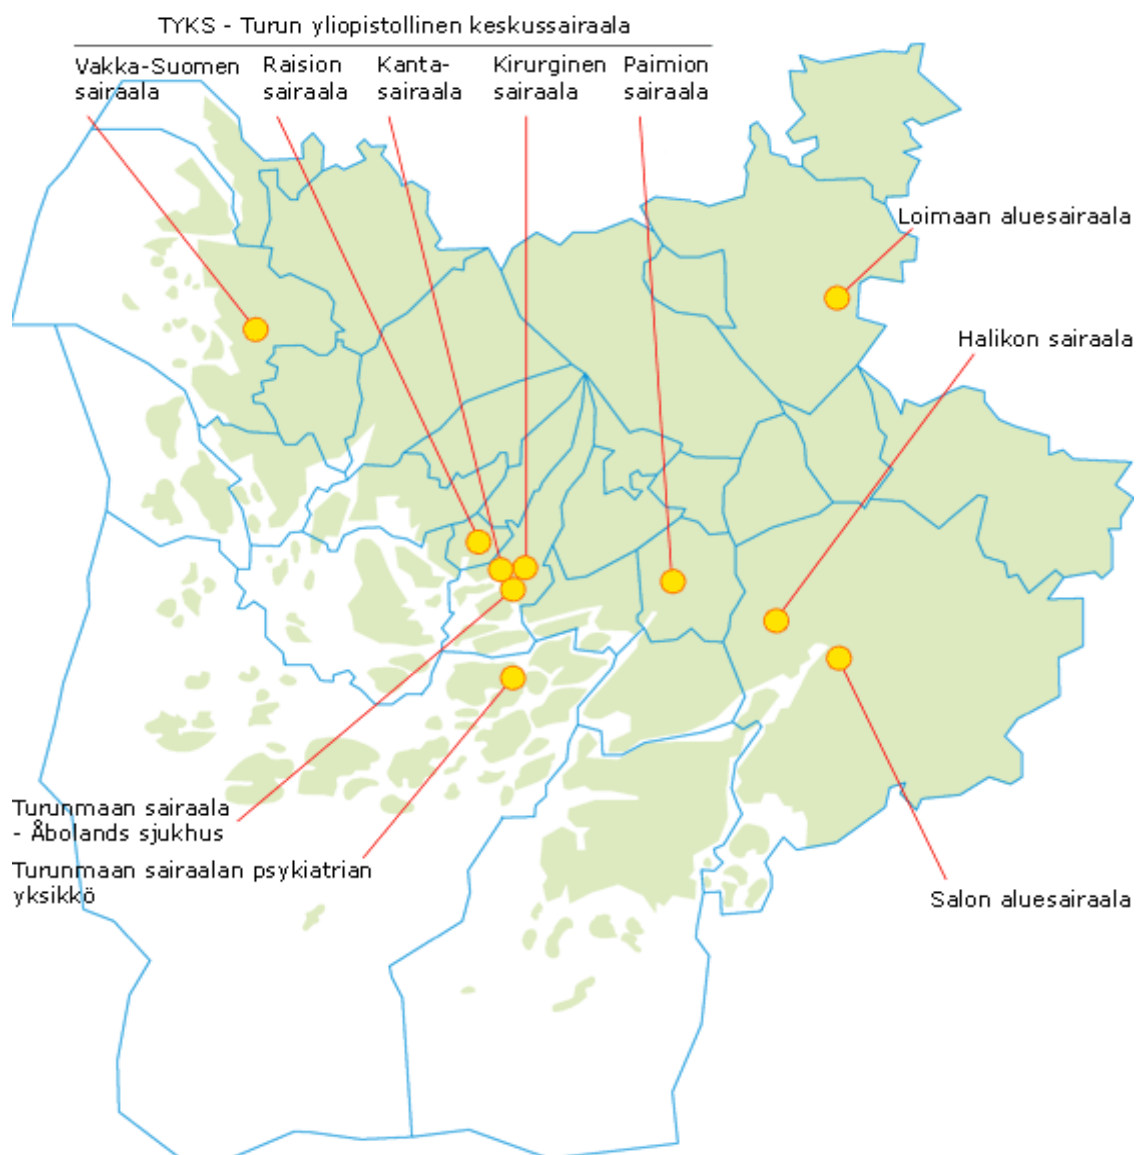 TYKS - Turun yliopistollinen keskussairaala
Vakka-Suomen
sairaala
Raision
sairaala
Kanta-
sairaala
Kirurginen
sairaala
Paimion
sairaala
Loimaan aluesairaala
Halikon sairaala
Turunmaan sairaala
- Åbolands sjukhus
Turunmaan sairaalan psykiatrian
yksikkö
Salon aluesairaala